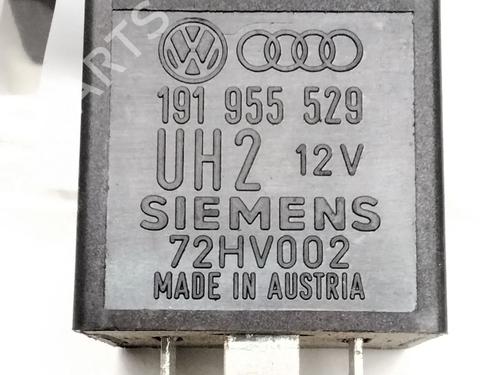 191 955 529
UH2 12V
SIEMENS
72HV002
MADE IN AUSTRIA